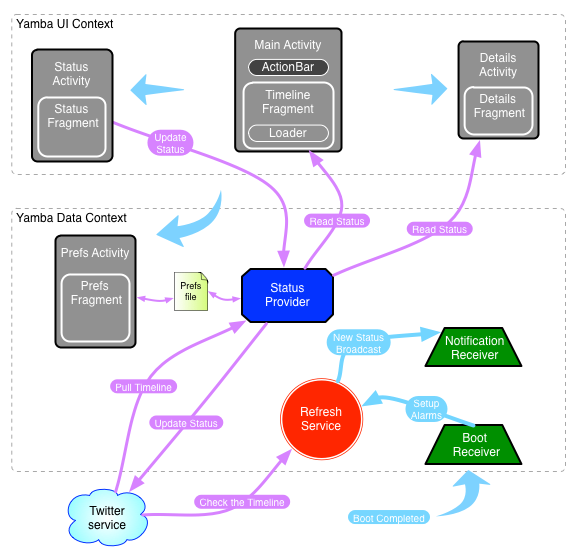 Yamba UI Context
Status
Activity
Status
Fragment
Main Activity
ActionBar
Timeline
Fragment
Loader
Details
Activity
Details
Fragment
Update
Status
Read Status
Read Status
Yamba Data Context
Prefs Activity
Prefs
Fragment
Prefs
file
Status
Provider
New Status
Broadcast
Notification
Receiver
Pull Timeline
Update Status
Refresh
Service
Setup
Alarms
Boot
Receiver
Check the Timeline
Twitter
service
Boot Completed